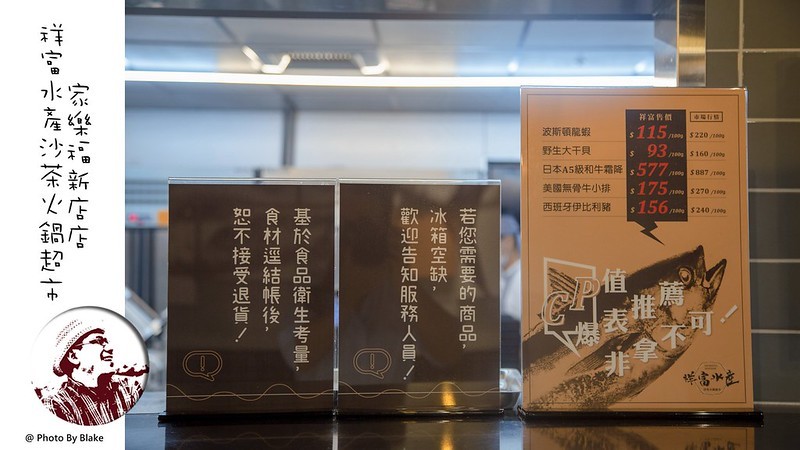 祥富水產沙茶火鍋超市
家樂福新店店
@ Photo By Blake
基於食品衛生考量，
食材逕結帳後，
恕不接受退貨！
若您需要的商品，
冰箱空缺，
歡迎告知服務人員！
祥富售價 市場行價
波斯頓龍蝦 $115/100g $220/100g
野生大干貝 $93/100g $160/100g
日本A5級和牛霜降 $577/100g $887/100g
美國無骨牛小排 $175/100g $270/100g
西班牙伊比利豬 $156/100g $240/100g
CP值爆表
推薦非拿不可！
祥富水產